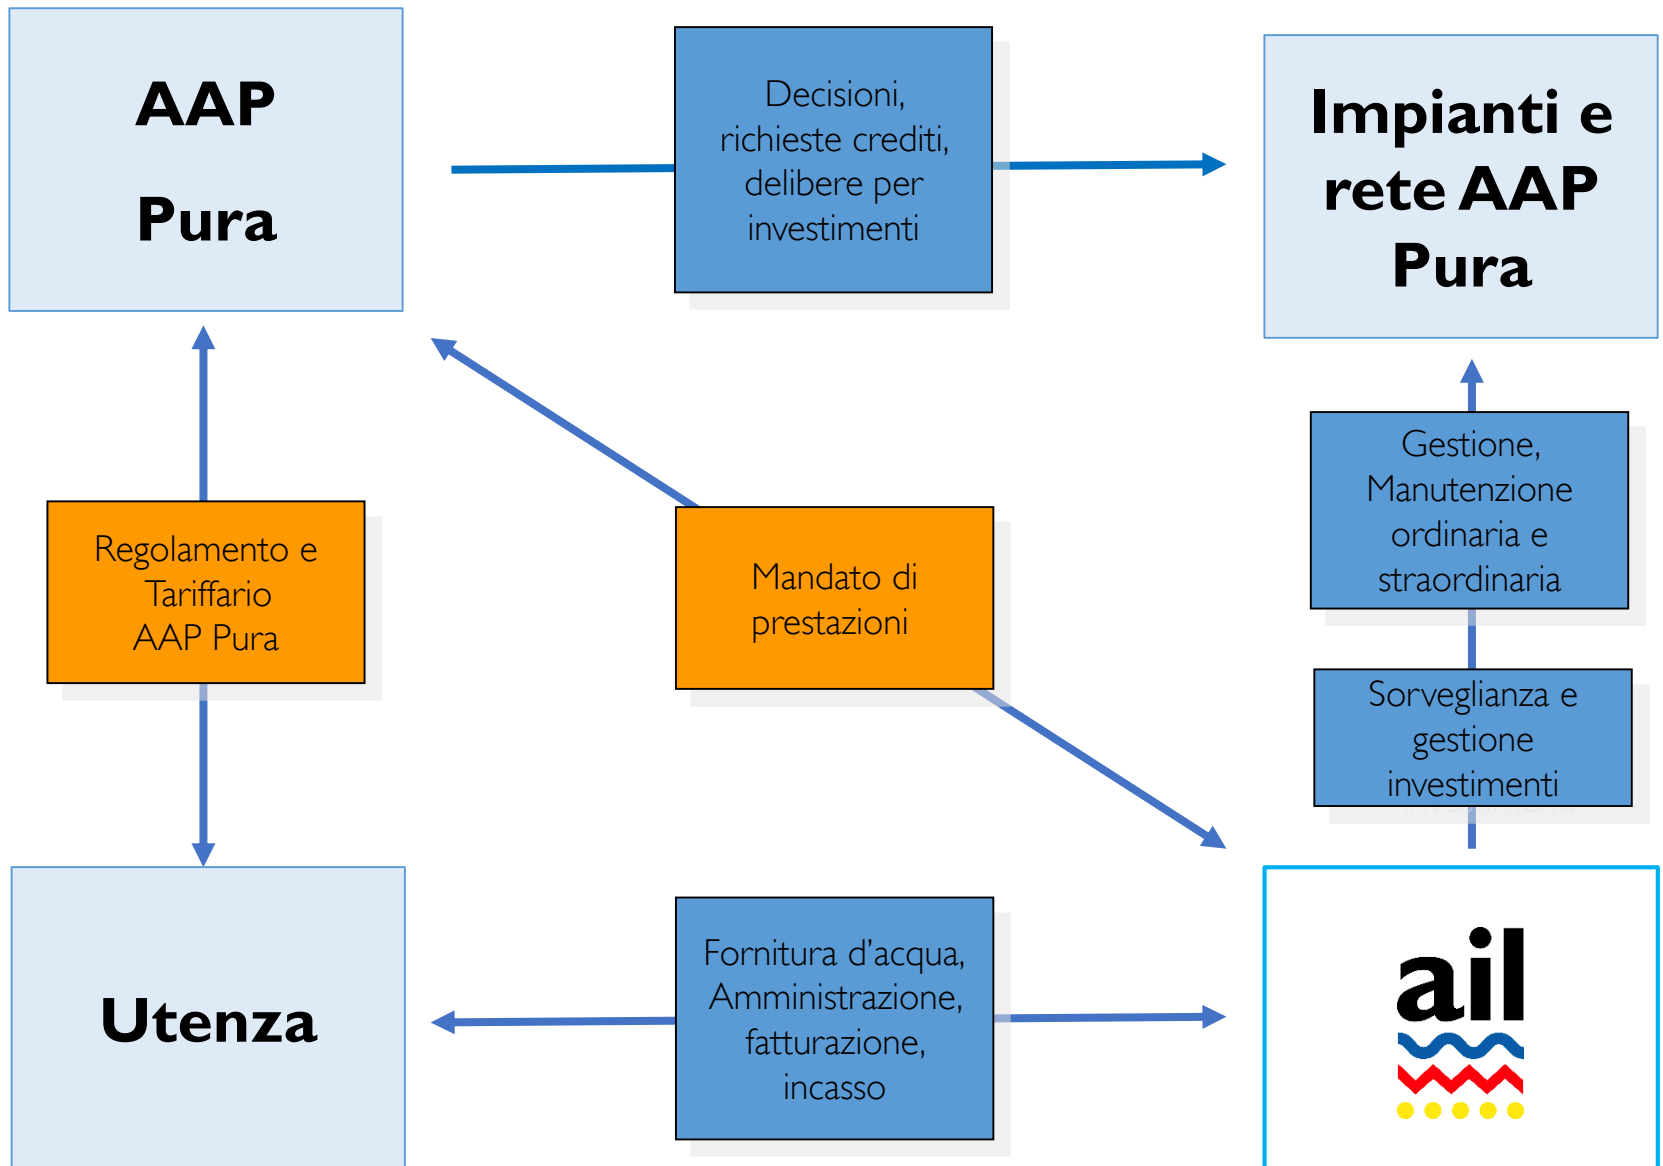 AAP
Pura
Decisioni,
richieste crediti,
delibere per
investimenti
Impianti e
rete AAP
Pura
Regolamento e
Tariffario
AAP Pura
Mandato di
prestazioni
Gestione,
Manutenzione
ordinaria e
straordinaria
Sorveglianza e
gestione
investimenti
Utenza
Fornitura d’acqua,
Amministrazione,
fatturazione,
incasso
ail